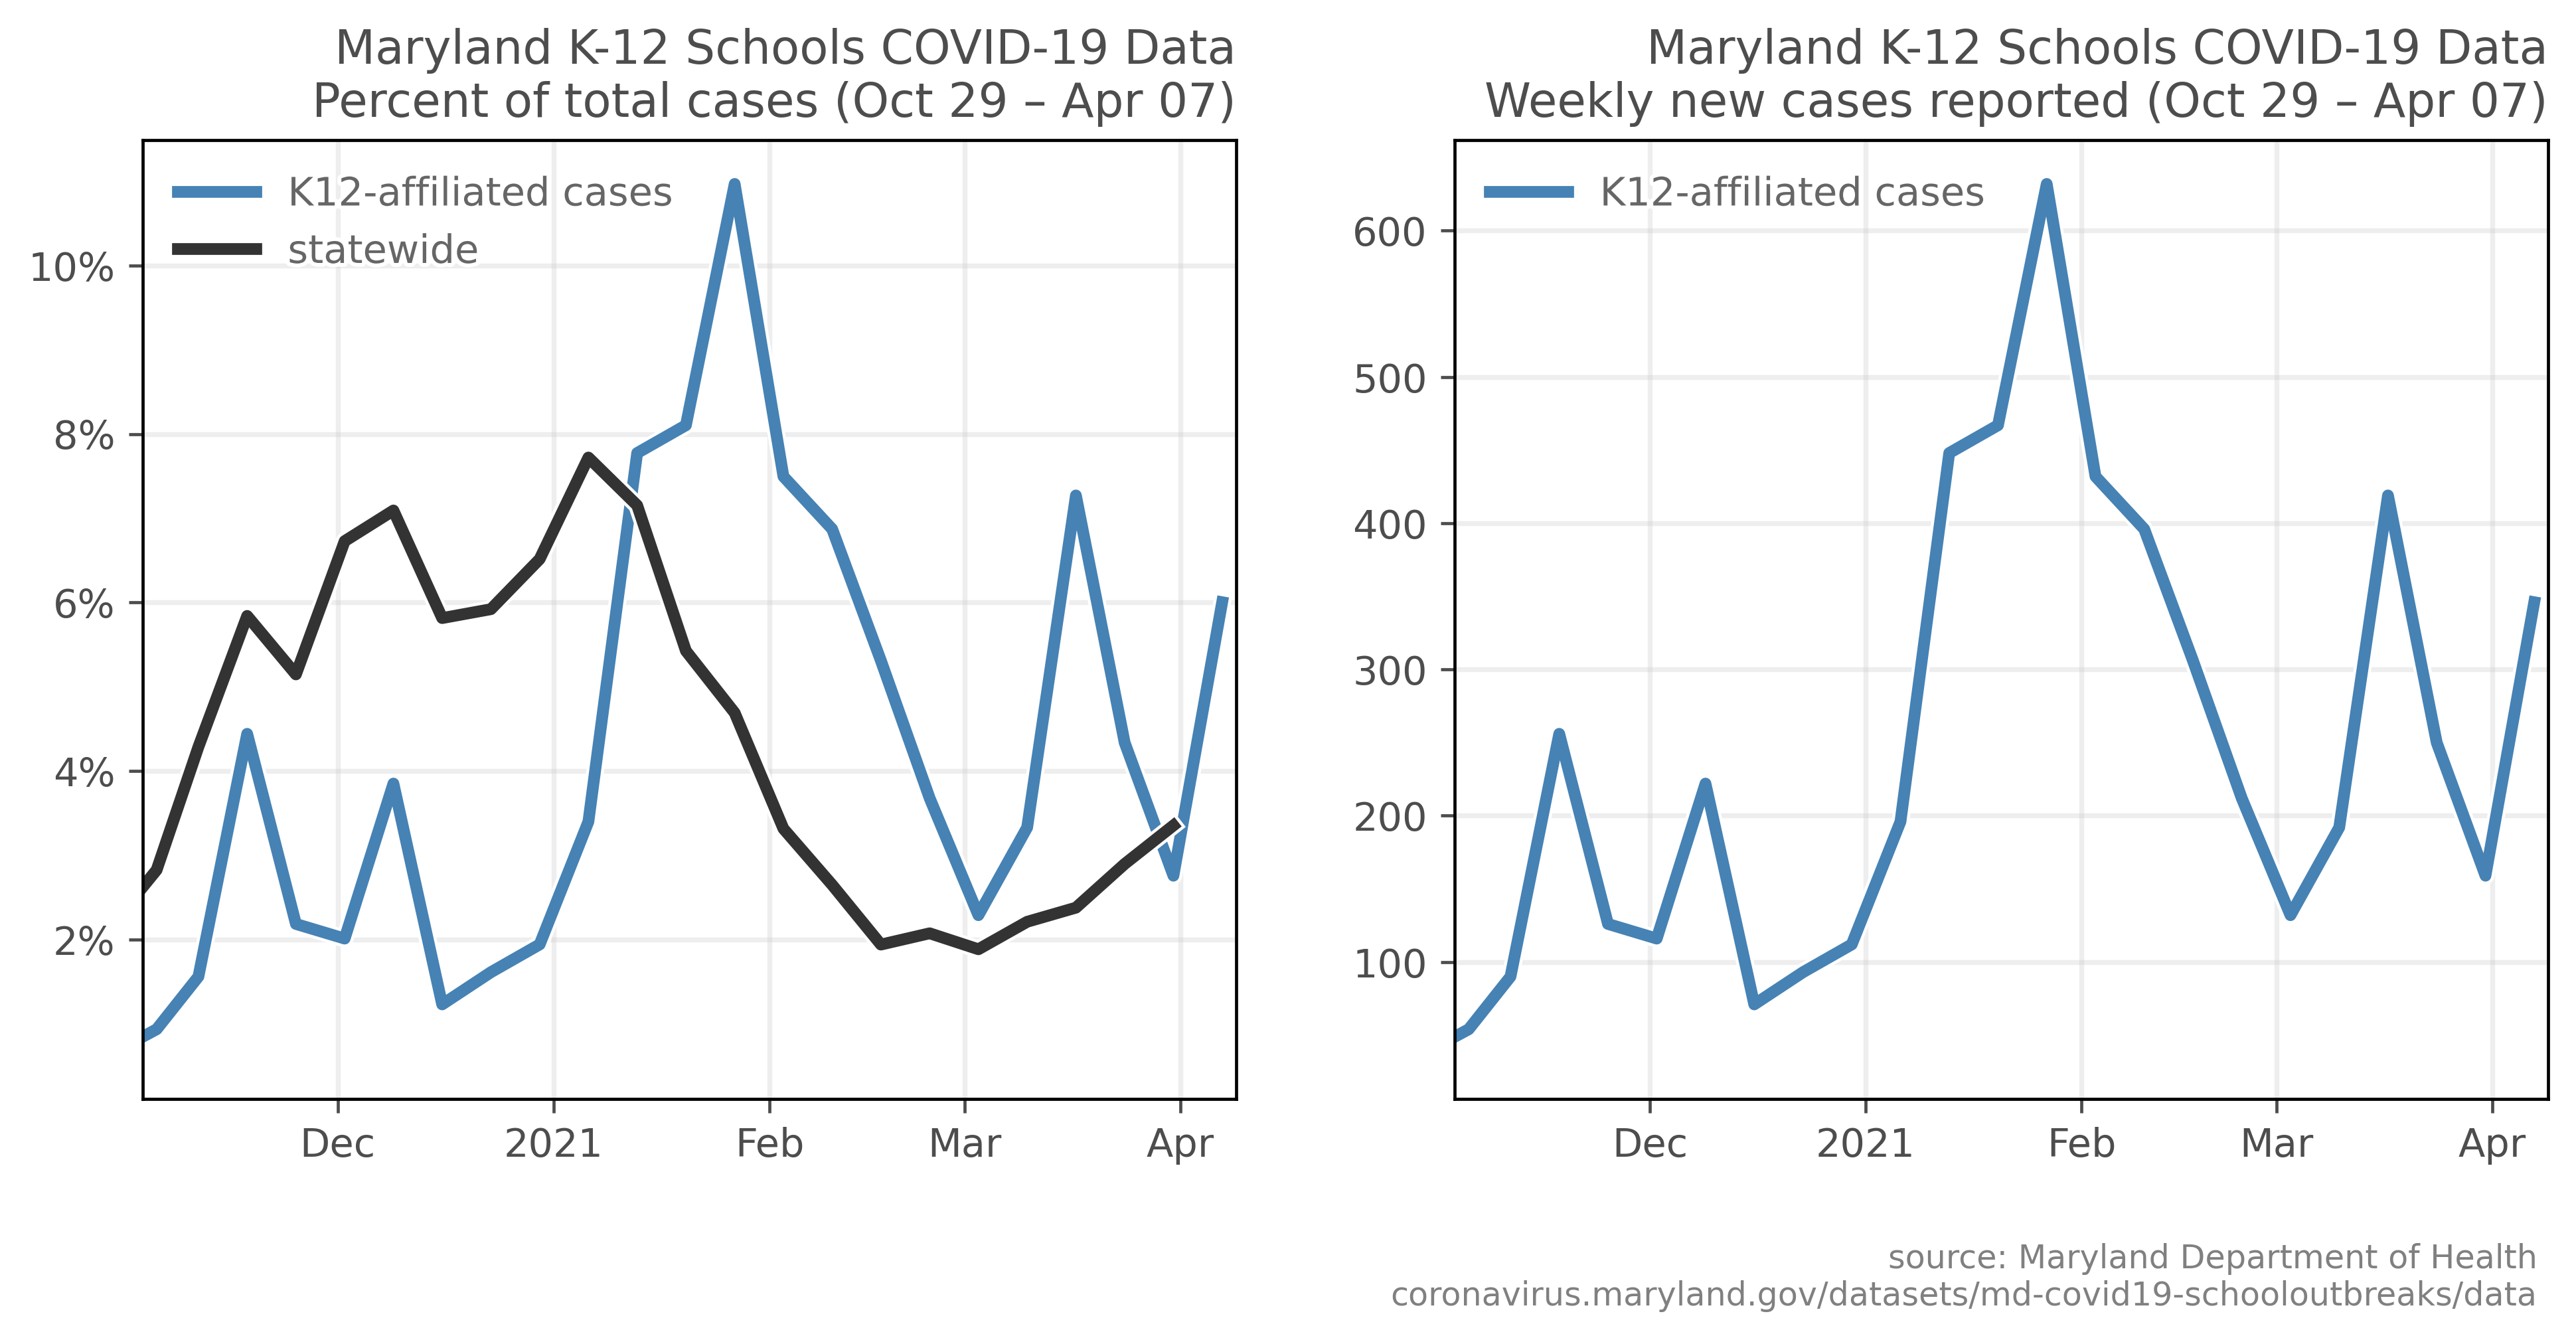 Maryland K-12 Schools COVID-19 Data
Percent of total cases (Oct 29 – Apr 07)
K12-affiliated cases
statewide
10%
8%
6%
4%
2%
Dec
2021
Feb
Mar
Apr
Maryland K-12 Schools COVID-19 Data
Weekly new cases reported (Oct 29 – Apr 07)
K12-affiliated cases
600
500
400
300
200
100
Dec
2021
Feb
Mar
Apr
source: Maryland Department of Health
coronavirus.maryland.gov/datasets/md-covid19-schooloutbreaks/data